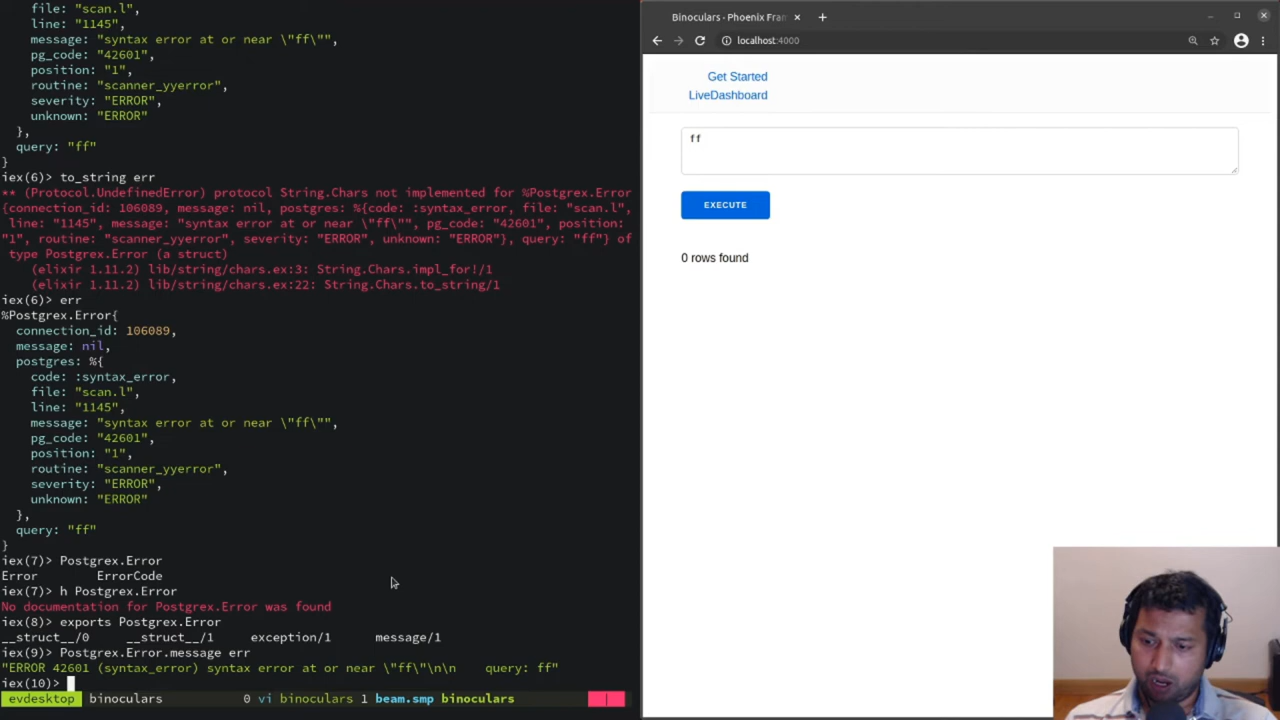 file: "scan.l",
line: "1145",
message: "syntax error at or near \"ff\"",
pg_code: "42601",
position: "1",
routine: "scanner_yyerror",
severity: "ERROR",
unknown: "ERROR"
},
query: "ff"
}
iex(6)> to_string err
** (Protocol.UndefinedError) protocol String.Chars not implemented for %Postgrex.Error
{connection_id: 106089, message: nil, postgres: %{code: :syntax_error, file: "scan.l",
line: "1145", message: "syntax error at or near \"ff\"", pg_code: "42601", position:
"1", routine: "scanner_yyerror", severity: "ERROR", unknown: "ERROR"}, query: "ff"} of
type Postgrex.Error (a struct)
(elixir 1.11.2) lib/string/chars.ex:3: String.Chars.impl_for!/1
(elixir 1.11.2) lib/string/chars.ex:22: String.Chars.to_string/1
iex(6)> err
%Postgrex.Error{
connection_id: 106089,
message: nil,
postgres: %{
code: :syntax_error,
file: "scan.l",
line: "1145",
message: "syntax error at or near \"ff\"",
pg_code: "42601",
position: "1",
routine: "scanner_yyerror",
severity: "ERROR",
unknown: "ERROR"
},
query: "ff"
}
iex(7)> Postgrex.Error
Error ErrorCode
iex(7)> h Postgrex.Error
No documentation for Postgrex.Error was found
iex(8)> exports Postgrex.Error
__struct__/0 __struct__/1 exception/1 message/1
iex(9)> Postgrex.Error.message err
"ERROR 42601 (syntax_error) syntax error at or near \"ff\"\n\n    query: ff"
iex(10)>
evdesktop binoculars 0 vi binoculars 1 beam.smp binoculars
Binoculars · Phoenix Fran
localhost:4000
Get Started
LiveDashboard
ff
EXECUTE
0 rows found